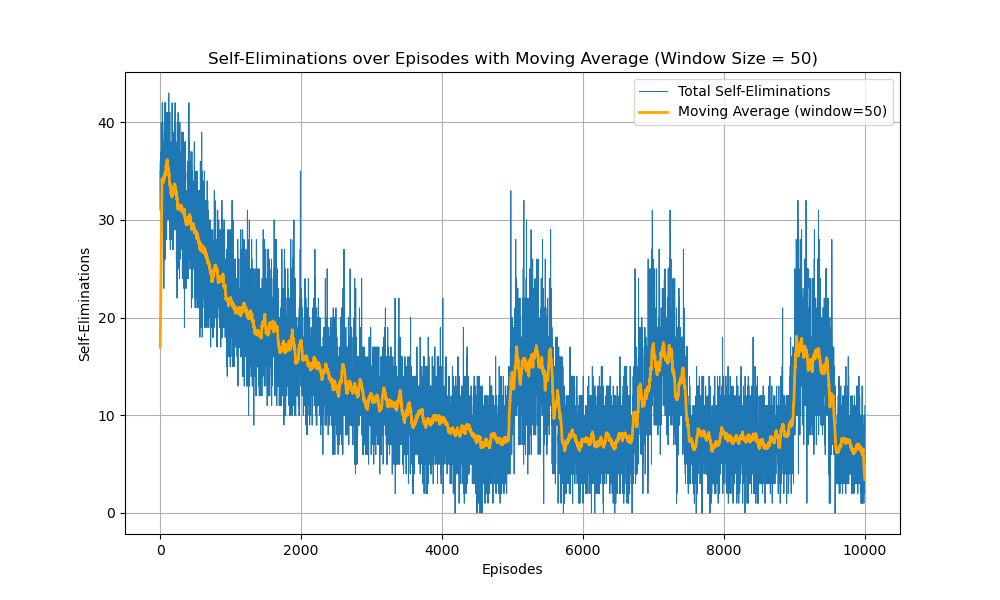 Self-Eliminations over Episodes with Moving Average (Window Size = 50)
Total Self-Eliminations
Moving Average (window=50)
40
30
20
10
0
Self-Eliminations
0 2000 4000 6000 8000 10000
Episodes